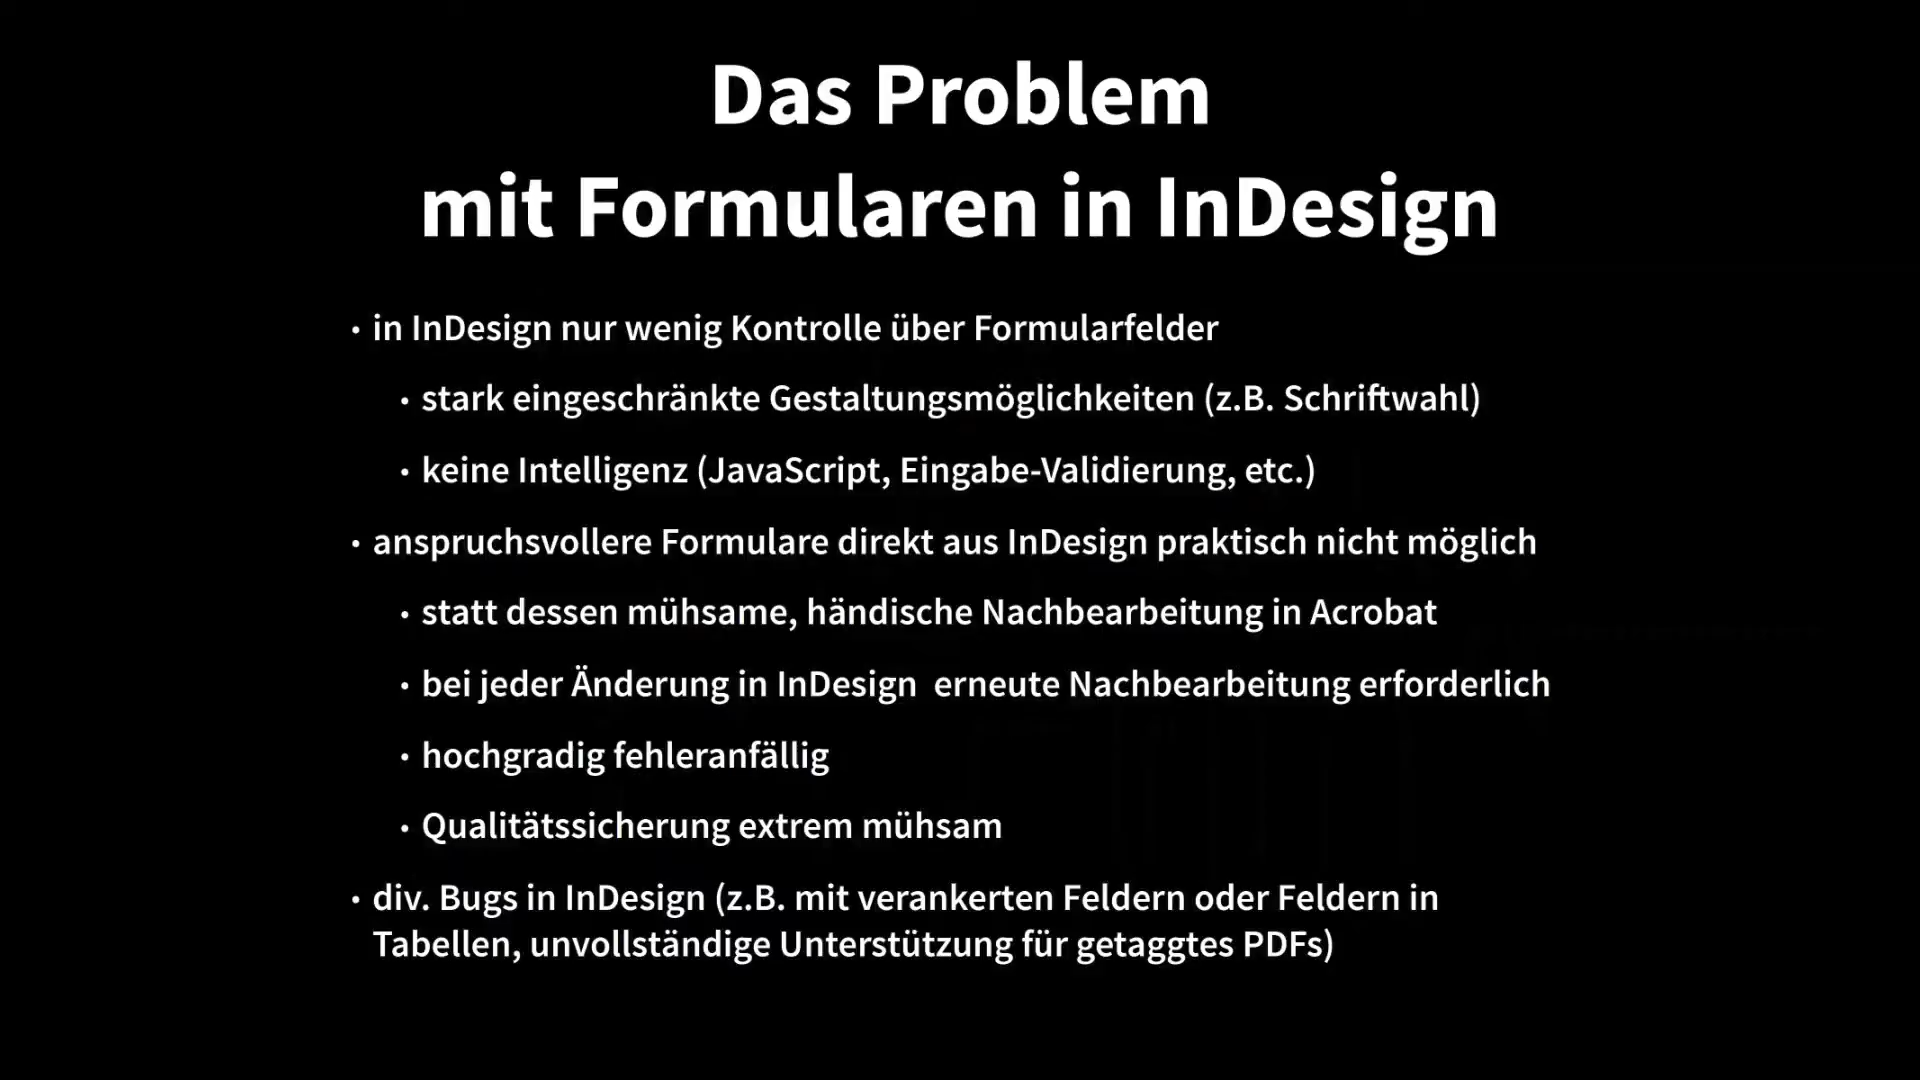 Das Problem
mit Formularen in InDesign
• in InDesign nur wenig Kontrolle über Formularfelder
• stark eingeschränkte Gestaltungsmöglichkeiten (z.B. Schriftwahl)
• keine Intelligenz (JavaScript, Eingabe-Validierung, etc.)
• anspruchsvollere Formulare direkt aus InDesign praktisch nicht möglich
• statt dessen mühsame, händische Nachbearbeitung in Acrobat
• bei jeder Änderung in InDesign  erneute Nachbearbeitung erforderlich
• hochgradig fehleranfällig
• Qualitätssicherung extrem mühsam
• div. Bugs in InDesign (z.B. mit verankerten Feldern oder Feldern in
Tabellen, unvollständige Unterstützung für getaggtes PDFs)